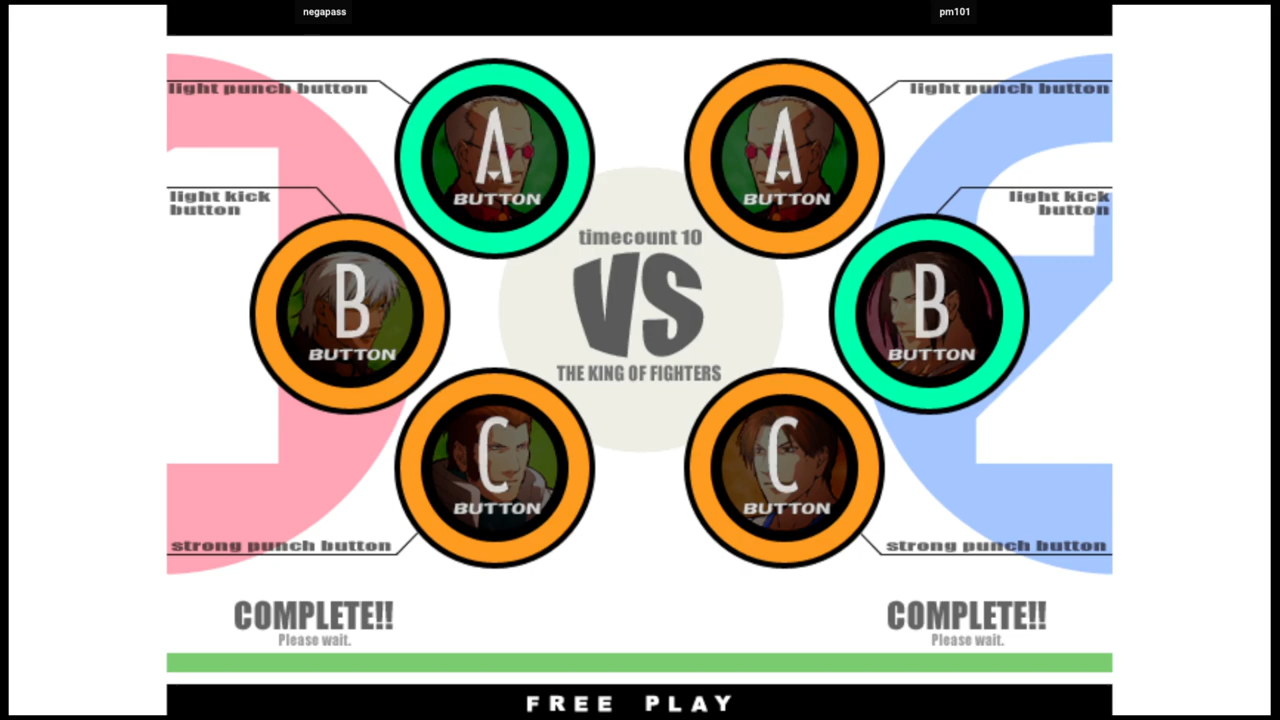 negapass
pm101
light punch button
light punch button
A
BUTTON
A
BUTTON
light kick
button
light kick
button
timecount 10
VS
THE KING OF FIGHTERS
B
BUTTON
B
BUTTON
C
BUTTON
C
BUTTON
strong punch button
strong punch button
COMPLETE!!
Please wait.
COMPLETE!!
Please wait.
FREE PLAY